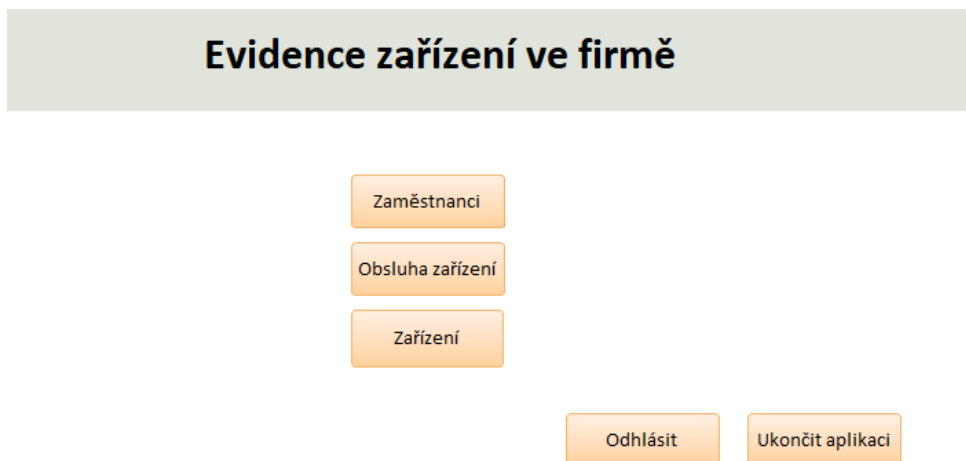 Evidence zařízení ve firmě
Zaměstnanci
Obsluha zařízení
Zařízení
Odhlásit
Ukončit aplikaci